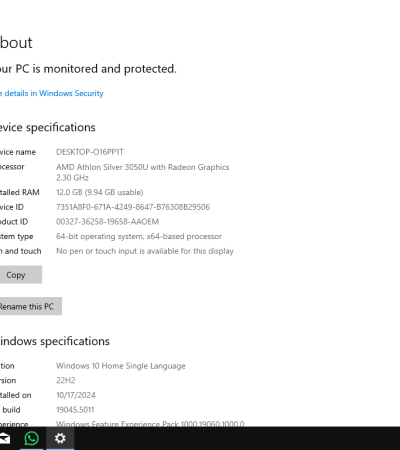 bout
ur PC is monitored and protected.
e details in Windows Security
evice specifications
vice name DESKTOP-O16PP1T
cessor AMD Athlon Silver 3050U with Radeon Graphics
2.30 GHz
talled RAM 12.0 GB (9.94 GB usable)
vice ID 7351A8F0-671A-4249-8647-B76308B29506
oduct ID 00327-36258-19658-AAOEM
stem type 64-bit operating system, x64-based processor
n and touch No pen or touch input is available for this display
Copy
Rename this PC
indows specifications
tion Windows 10 Home Single Language
rsion 22H2
talled on 10/17/2024
build 19045.5011
perience Windows Feature Experience Pack 1000.19060.1000.0